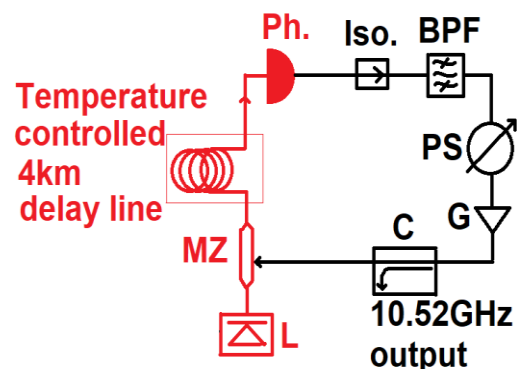 Ph.
Iso.
BPF
Temperature
controlled
4km
delay line
PS
G
MZ
C
L
10.52GHz
output